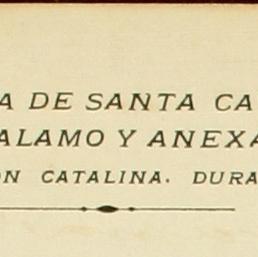 A DE SANTA CA
ALAMO Y ANEXA
ON CATALINA. DURA